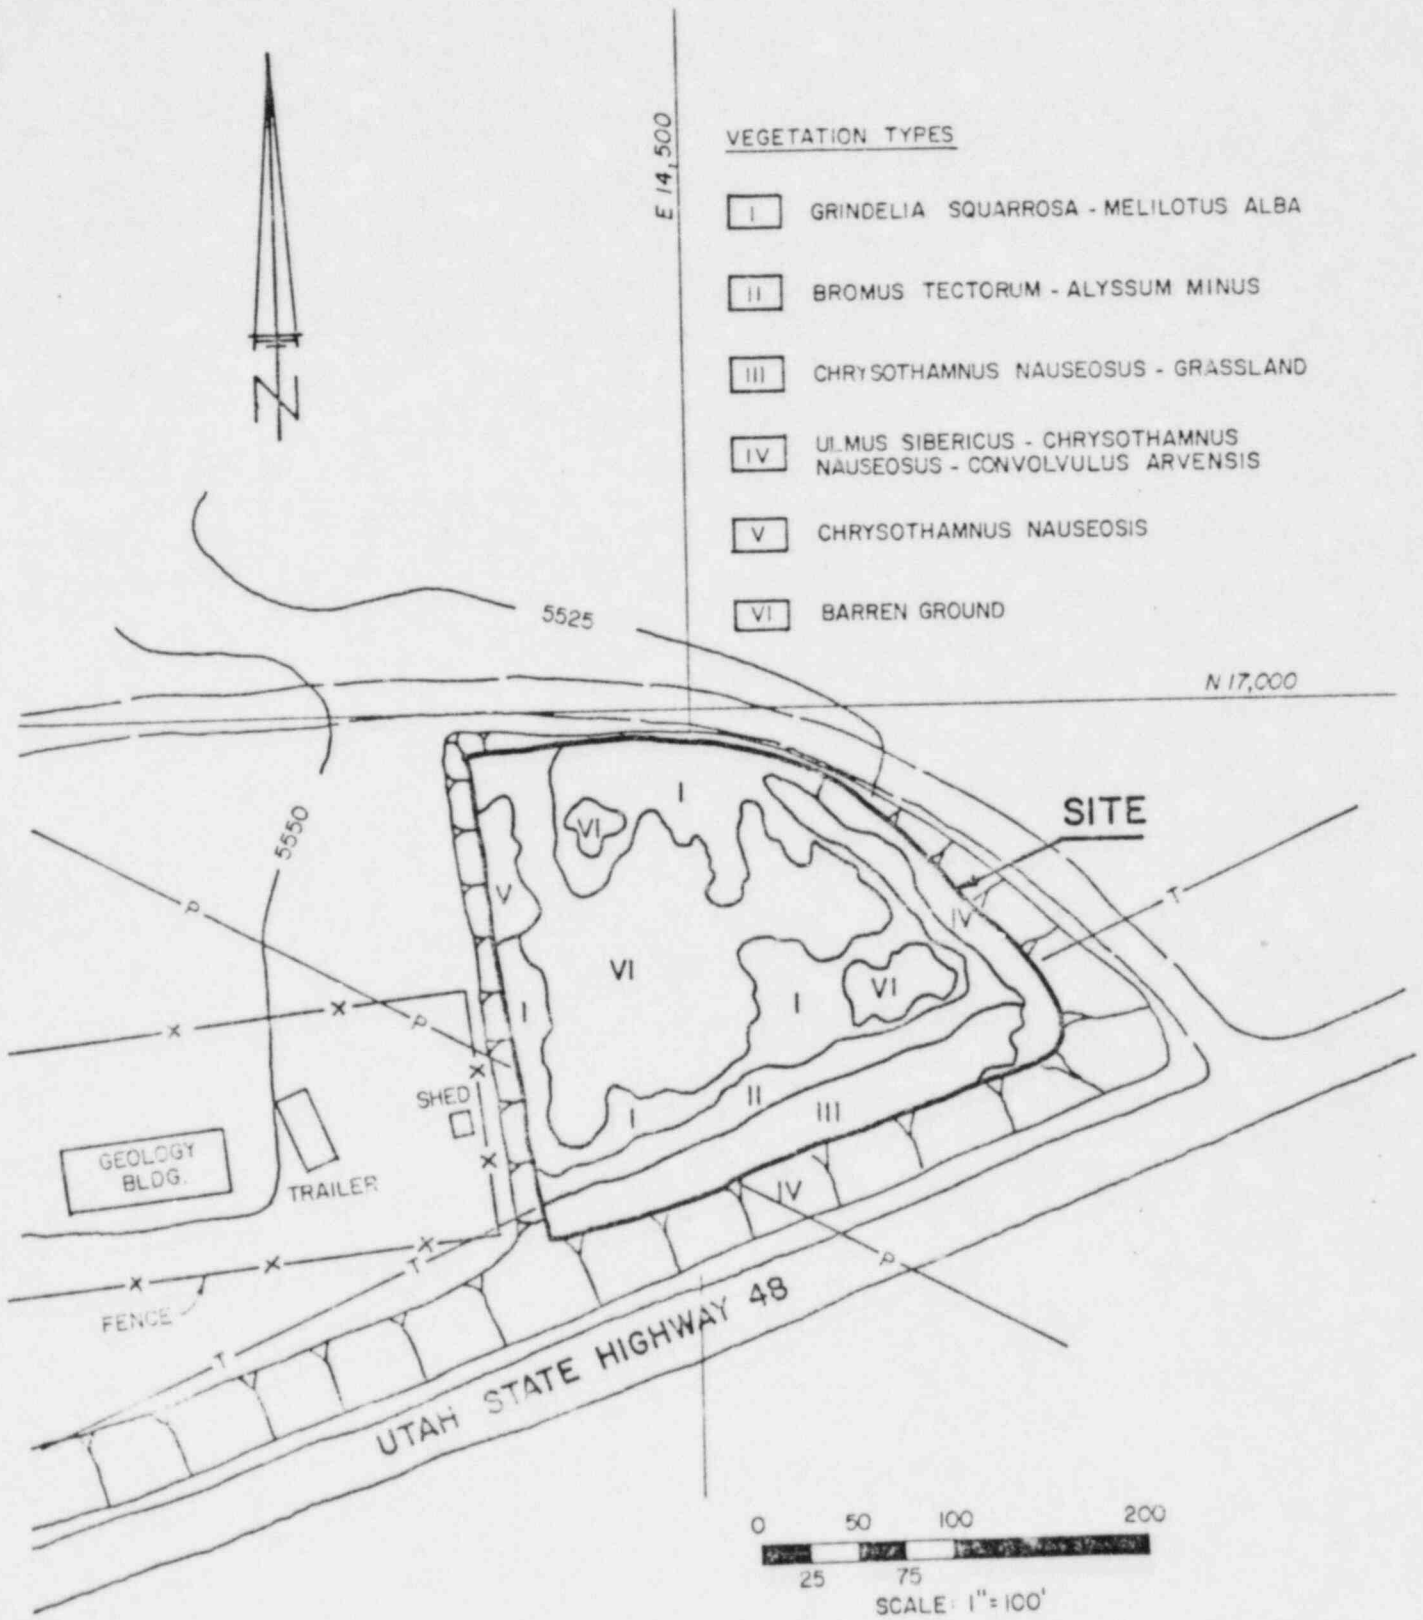 E 14,500
VEGETATION TYPES
I GRINDELIA SQUARROSA - MELILOTUS ALBA
II BROMUS TECTORUM - ALYSSUM MINUS
III CHRYSOTHAMNUS NAUSEOSUS - GRASSLAND
IV ULMUS SIBERICUS - CHRYSOTHAMNUS
NAUSEOSUS - CONVOLVULUS ARVENSIS
V CHRYSOTHAMNUS NAUSEOSIS
VI BARREN GROUND
N
5525
N 17,000
I
VI
SITE
5550
V
IV
T
P
VI
I
I
VI
P
X
X
X
SHED
II
III
I
GEOLOGY
BLDG.
TRAILER
X
IV
X
X
X
T
P
FENCE
T
UTAH STATE HIGHWAY 48
0 50 100 200
25 75
SCALE: 1"=100'